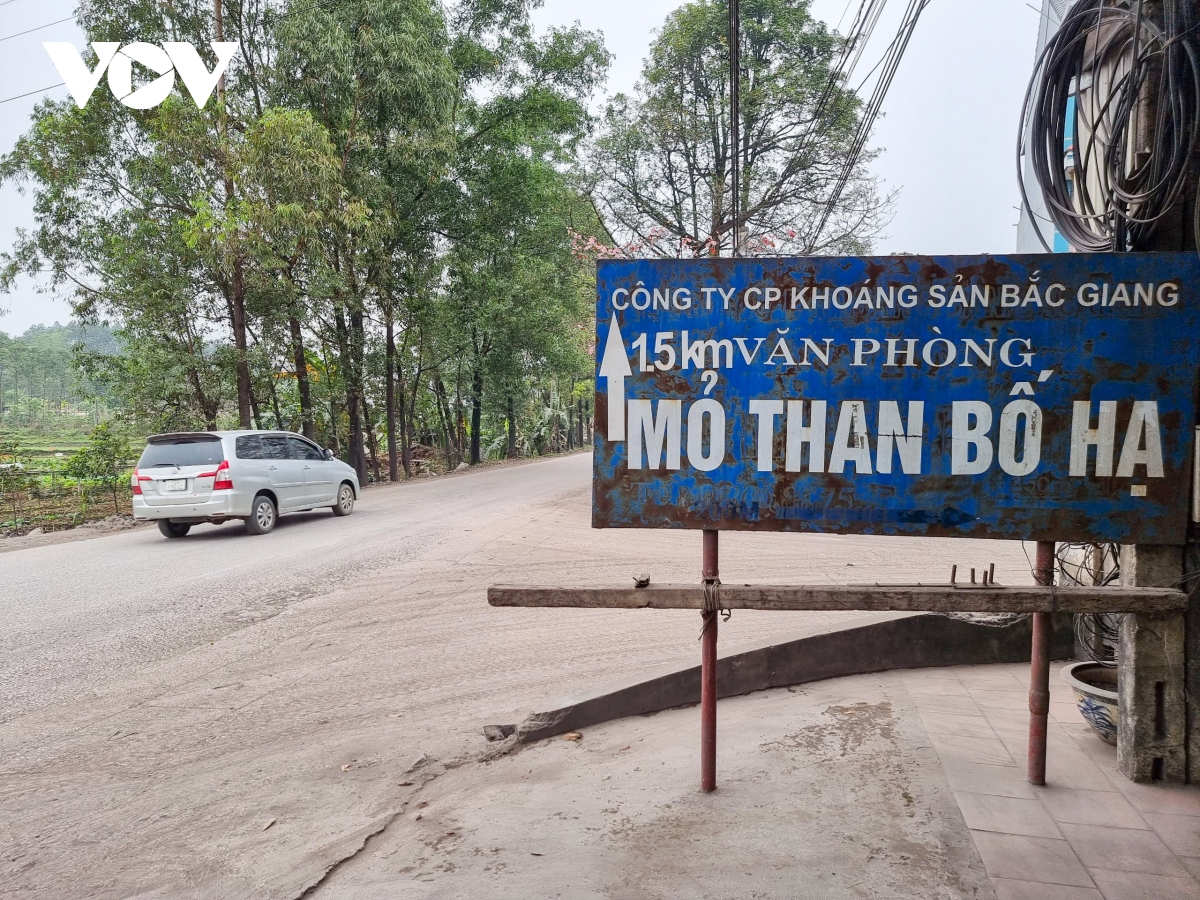 VOV
CÔNG TY CP KHOÁNG SẢN BẮC GIANG
1.5km VĂN PHÒNG
MỎ THAN BỐ HẠ